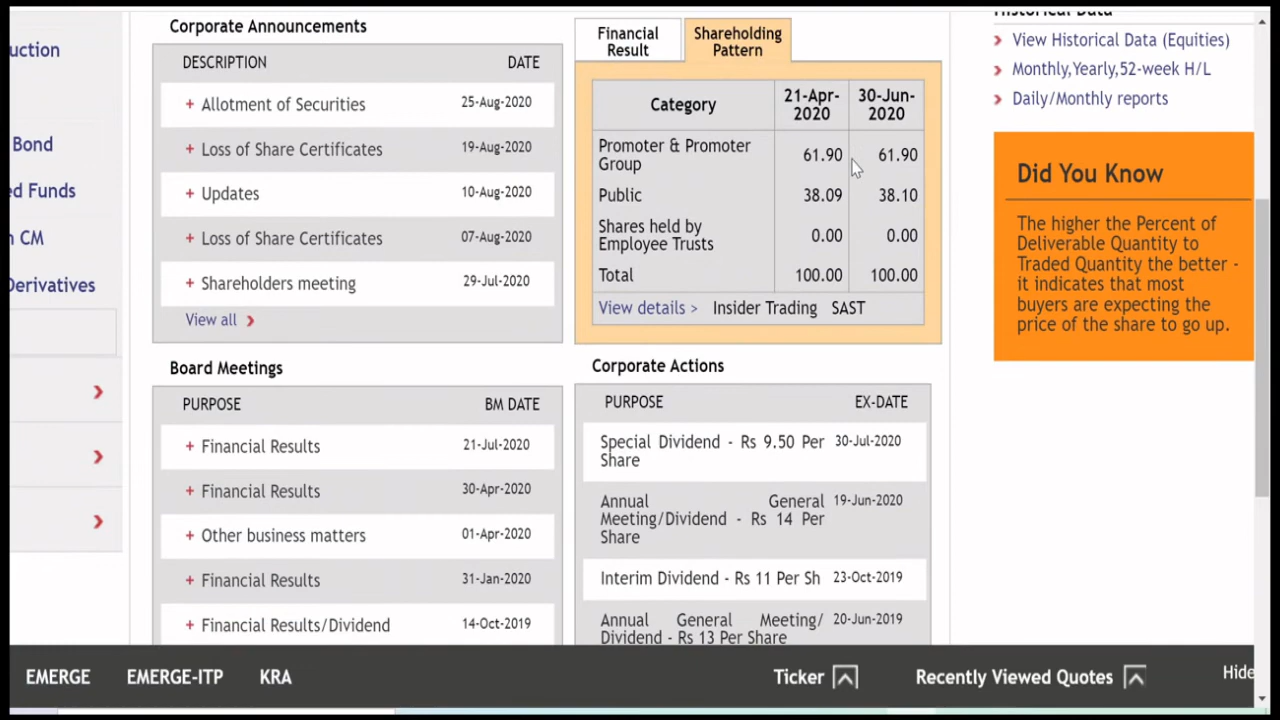 uction
Bond
ed Funds
n CM
Derivatives
Corporate Announcements
DESCRIPTION DATE
+ Allotment of Securities 25-Aug-2020
+ Loss of Share Certificates 19-Aug-2020
+ Updates 10-Aug-2020
+ Loss of Share Certificates 07-Aug-2020
+ Shareholders meeting 29-Jul-2020
View all >
Board Meetings
PURPOSE BM DATE
+ Financial Results 21-Jul-2020
+ Financial Results 30-Apr-2020
+ Other business matters 01-Apr-2020
+ Financial Results 31-Jan-2020
+ Financial Results/Dividend 14-Oct-2019
Financial
Result
Shareholding
Pattern
Category 21-Apr-
2020
30-Jun-
2020
Promoter & Promoter
Group
61.90 61.90
Public 38.09 38.10
Shares held by
Employee Trusts
0.00 0.00
Total 100.00 100.00
View details > Insider Trading SAST
Corporate Actions
PURPOSE EX-DATE
Special Dividend - Rs 9.50 Per 30-Jul-2020
Share
Annual General 19-Jun-2020
Meeting/Dividend - Rs 14 Per
Share
Interim Dividend - Rs 11 Per Sh 23-Oct-2019
Annual General Meeting/ 20-Jun-2019
Dividend - Rs 13 Per Share
Historical Data
View Historical Data (Equities)
Monthly,Yearly,52-week H/L
Daily/Monthly reports
Did You Know
The higher the Percent of
Deliverable Quantity to
Traded Quantity the better -
it indicates that most
buyers are expecting the
price of the share to go up.
EMERGE EMERGE-ITP KRA Ticker Recently Viewed Quotes Hide